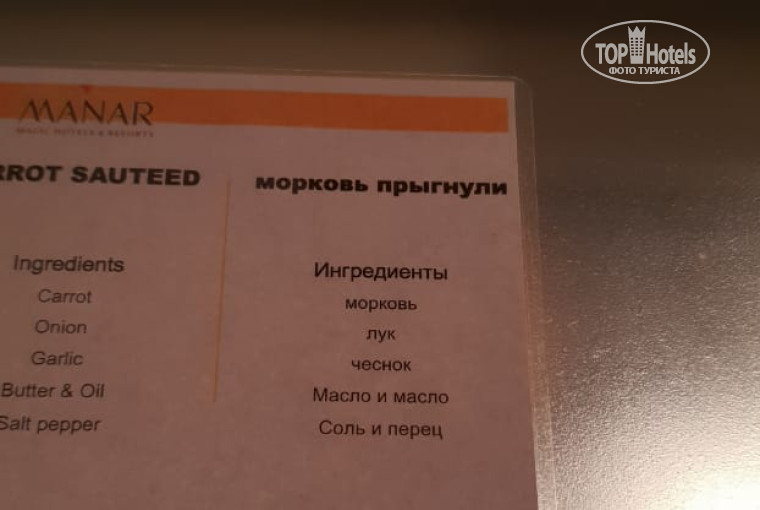 TOP Hotels
ФОТО ТУРИСТА
MANAR
RROT SAUTEED
морковь прыгнули
Ingredients
Ингредиенты
Carrot
морковь
Onion
лук
Garlic
чеснок
Butter & Oil
Масло и масло
Salt pepper
Соль и перец